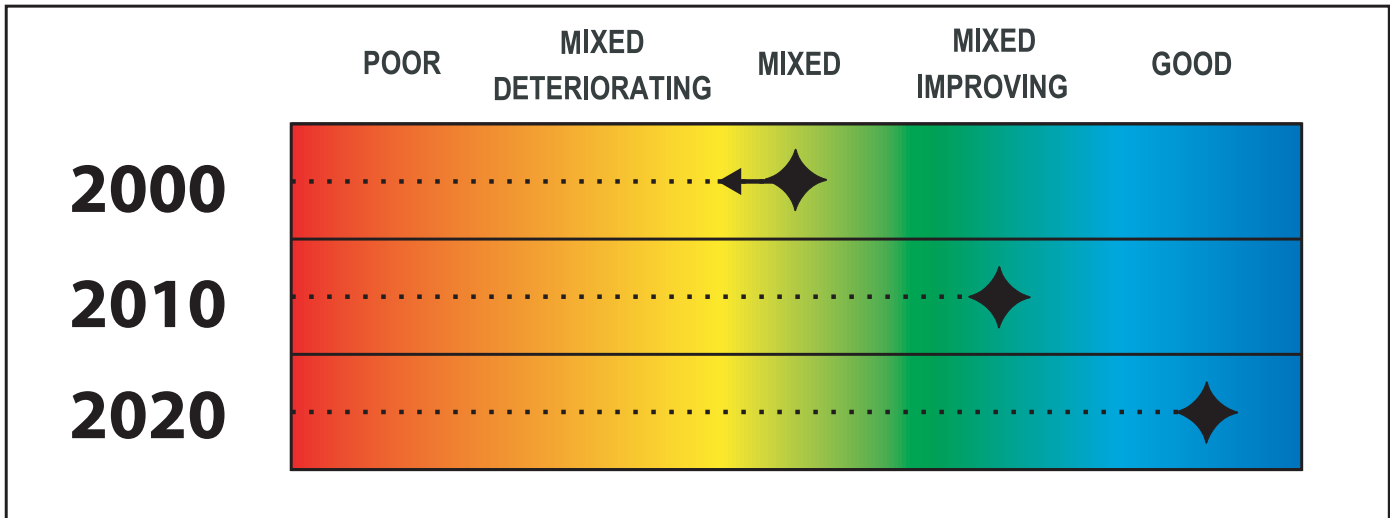 POOR
MIXED
DETERIORATING
MIXED
MIXED
IMPROVING
GOOD
2000
2010
2020